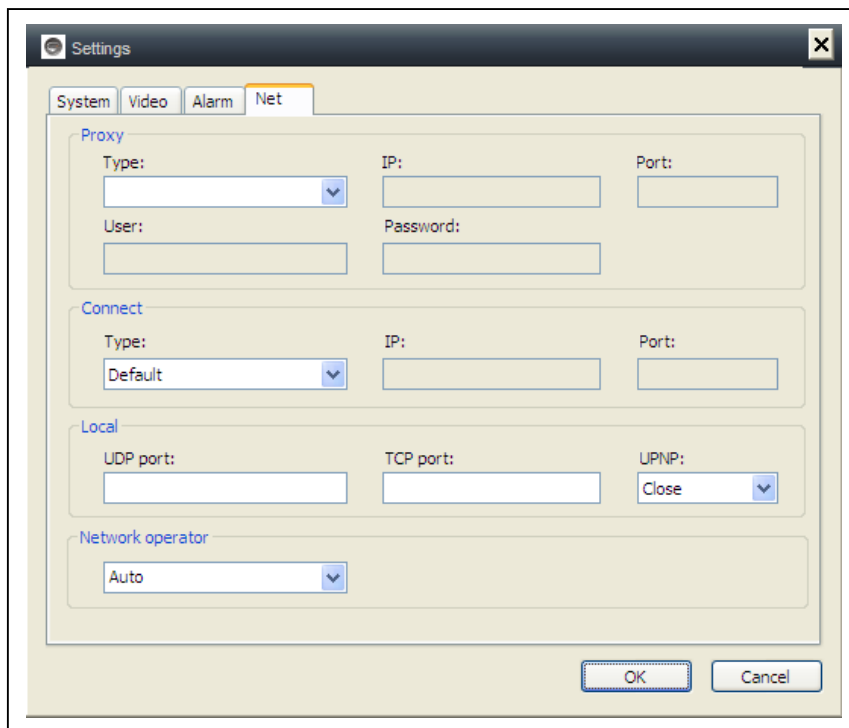 Settings
System Video Alarm Net
Proxy
Type: IP: Port:
User: Password:
Connect
Type: IP: Port:
Default
Local
UDP port: TCP port: UPNP:
Close
Network operator
Auto
OK Cancel